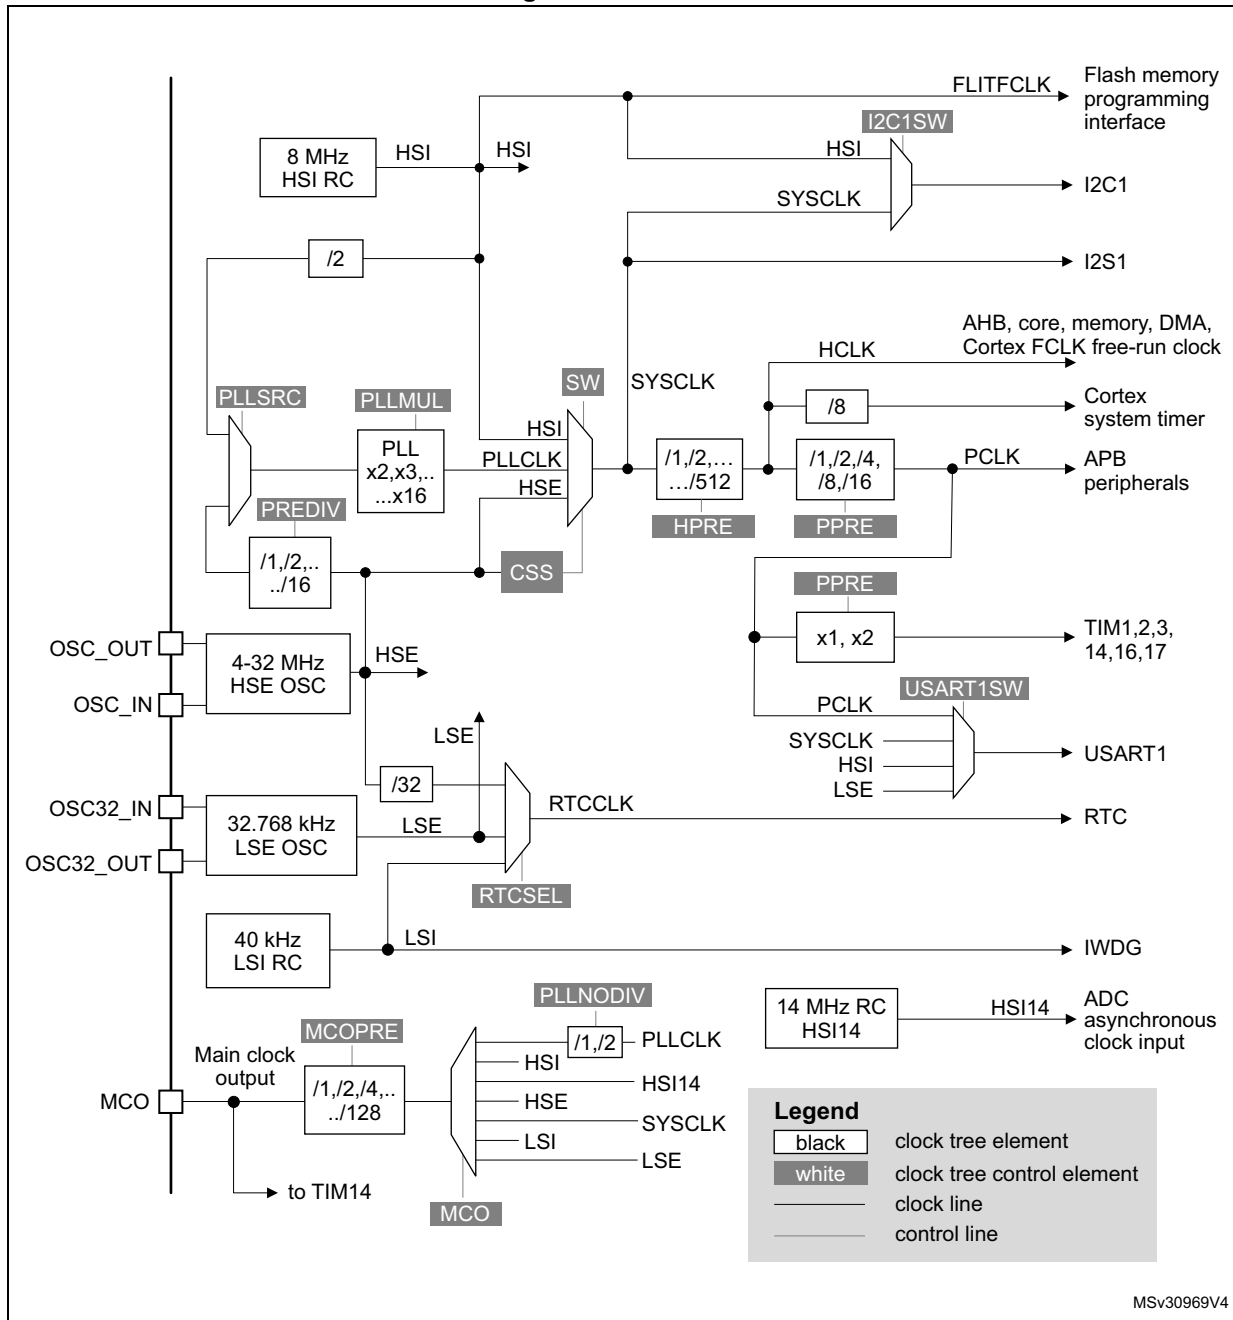 FLITFCLK
Flash memory
programming
interface
I2C1SW
8 MHz
HSI RC
HSI
HSI
HSI
SYSCLK
I2C1
/2
I2S1
AHB, core, memory, DMA,
Cortex FCLK free-run clock
HCLK
/8
Cortex
system timer
PLLSRC
PLLMUL
SW
SYSCLK
PLL
x2,x3,..
...x16
HSI
PLLCLK
HSE
/1,/2,...
.../512
HPRE
/1,/2,/4,
/8,/16
PPRE
PCLK
APB
peripherals
PREDIV
/1,/2,..
../16
CSS
PPRE
x1, x2
TIM1,2,3,
14,16,17
OSC_OUT
OSC_IN
4-32 MHz
HSE OSC
HSE
USART1SW
PCLK
SYSCLK
HSI
LSE
USART1
LSE
/32
RTCCLK
RTC
OSC32_IN
OSC32_OUT
32.768 kHz
LSE OSC
LSE
RTCSEL
40 kHz
LSI RC
LSI
IWDG
PLLNODIV
14 MHz RC
HSI14
HSI14
ADC
asynchronous
clock input
MCOPRE
Main clock
output
MCO
/1,/2,/4,..
../128
/1,/2
PLLCLK
HSI
HSI14
HSE
SYSCLK
LSI
LSE
to TIM14
MCO
Legend
black
clock tree element
white
clock tree control element
clock line
control line
MSv30969V4